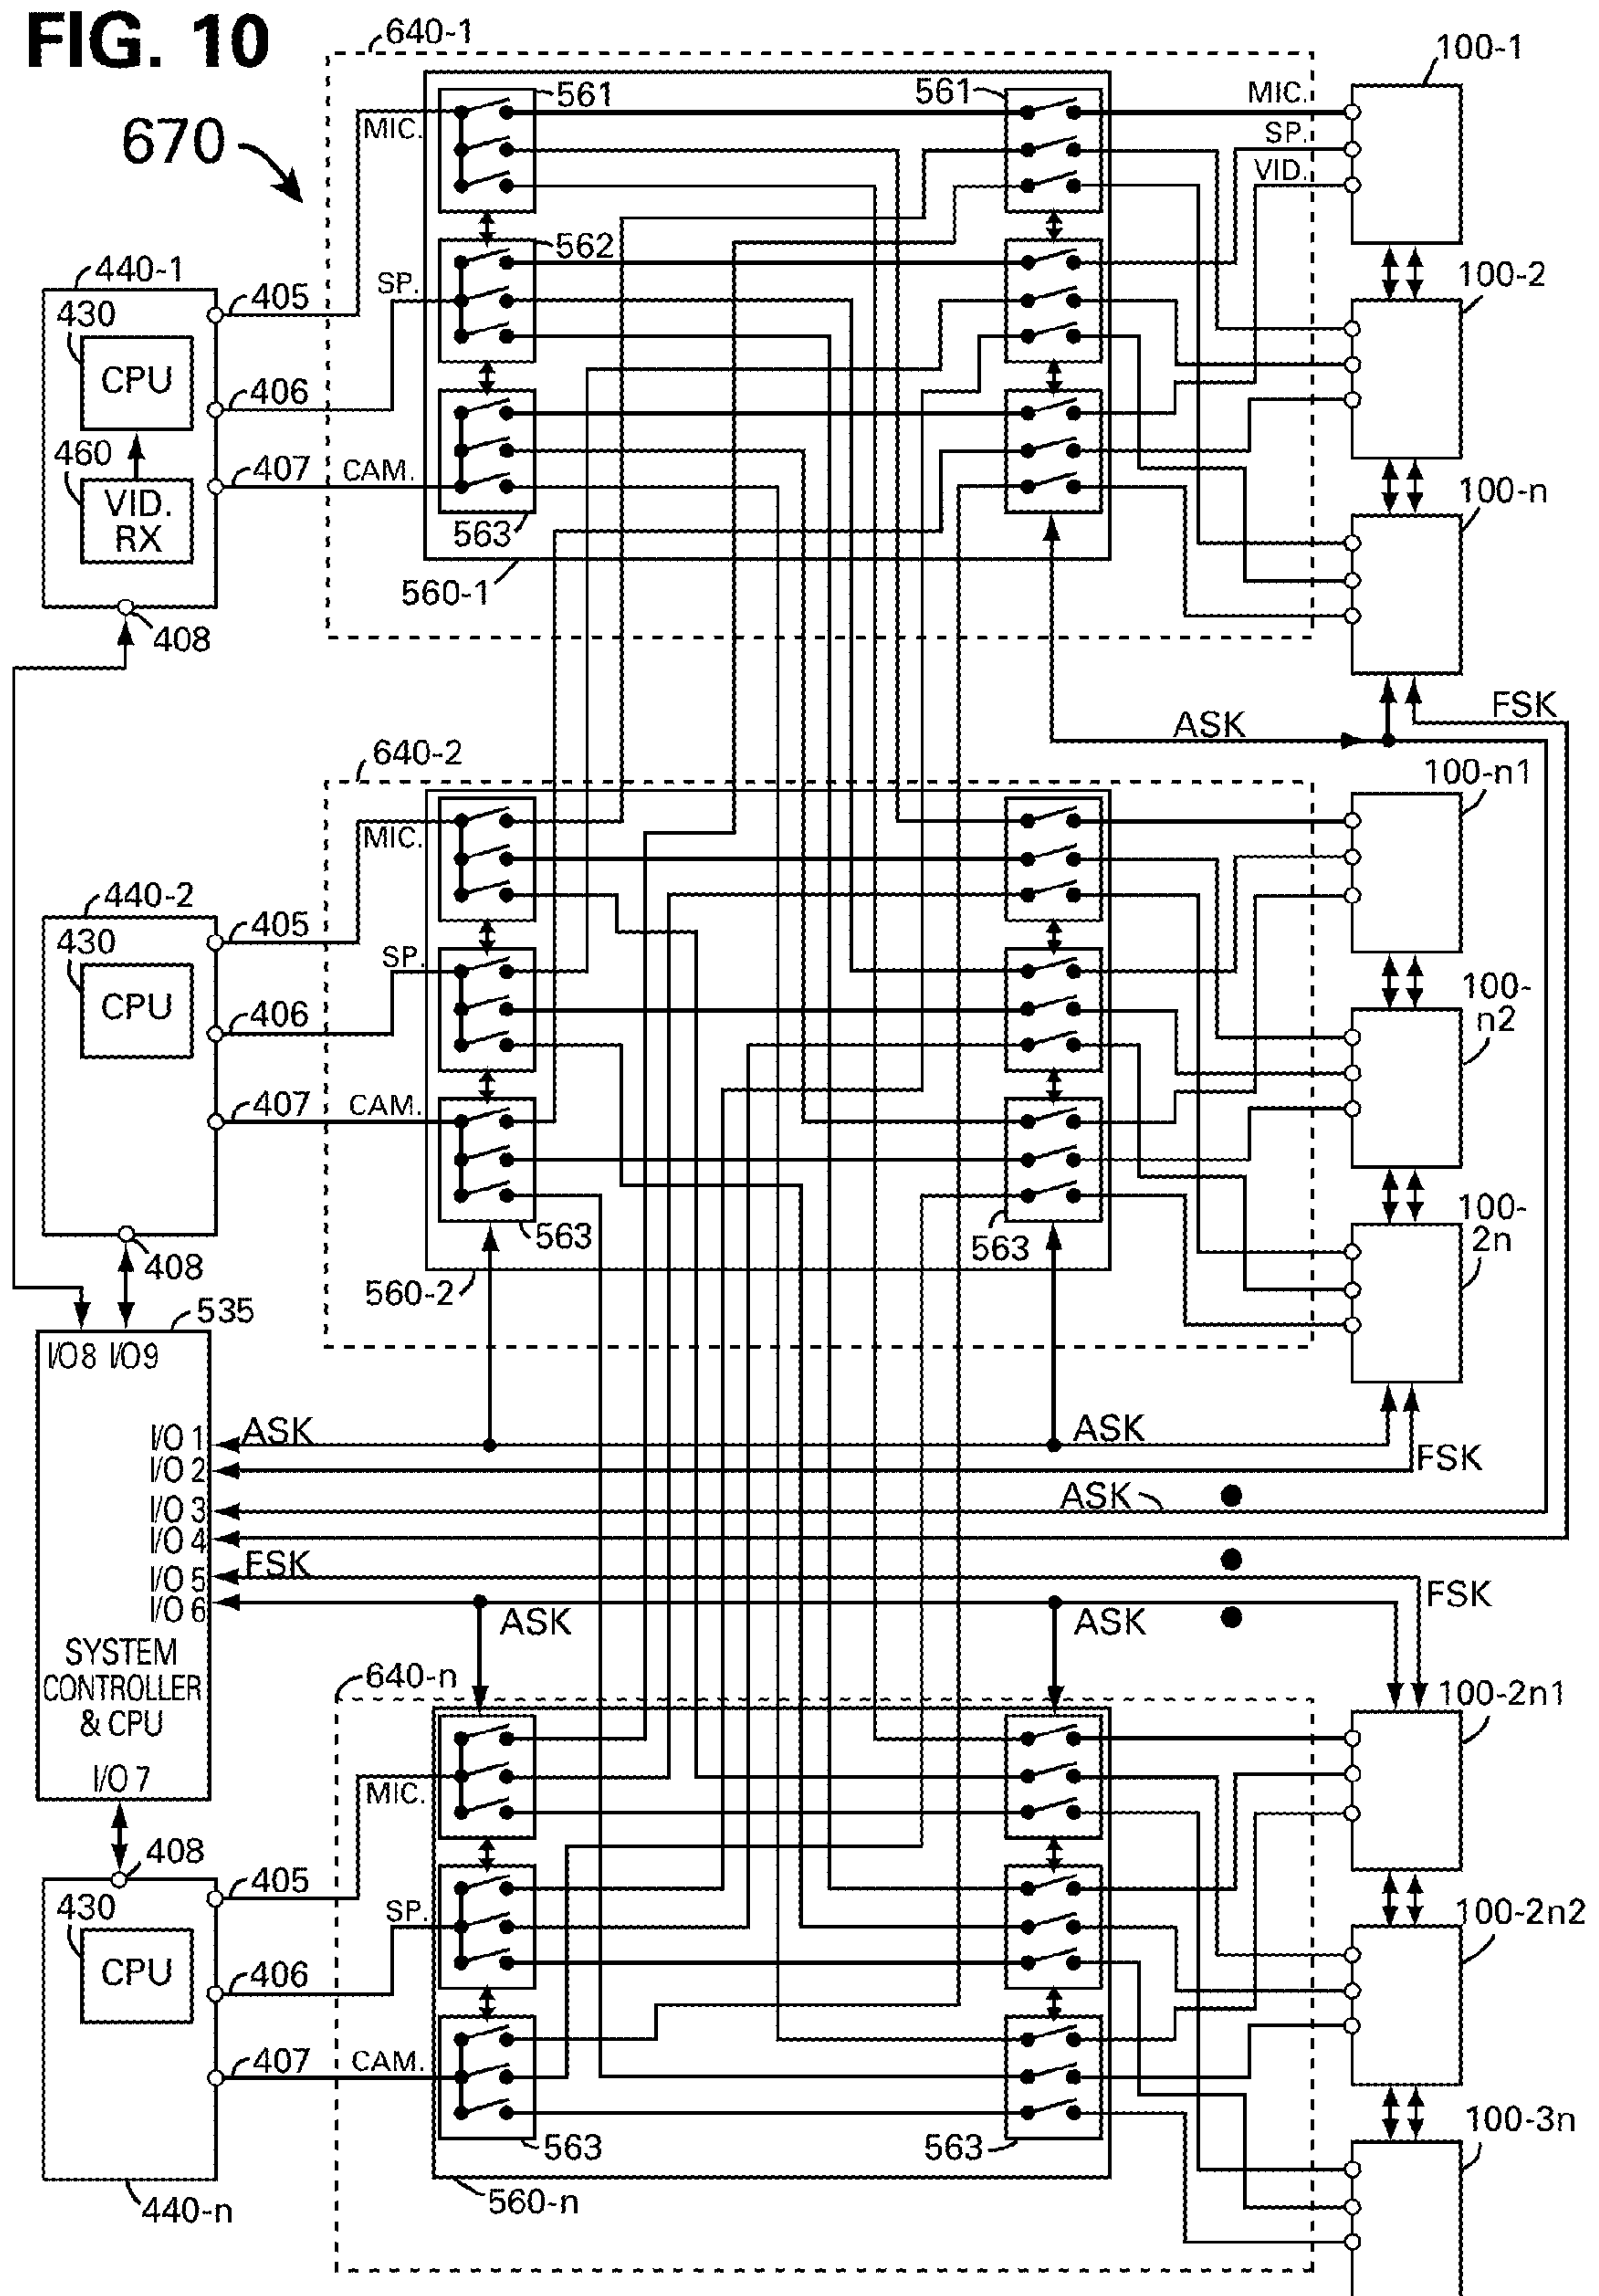 FIG. 10
640-1
100-1
670
561
561
MIC.
MIC.
SP.
VID.
562
440-1
405
SP.
100-2
430
CPU
406
460
407
CAM.
VID.
RX
563
100-n
560-1
408
FSK
ASK
640-2
100-n1
MIC.
440-2
405
430
SP.
CPU
406
100-
n2
407
CAM.
100-
2n
563
563
408
560-2
535
I/O8 I/O9
I/O 1
ASK
ASK
I/O 2
FSK
I/O 3
ASK
I/O 4
I/O 5
FSK
FSK
I/O 6
ASK
ASK
SYSTEM
CONTROLLER
& CPU
640-n
100-2n1
I/O 7
MIC.
408
405
430
SP.
100-2n2
CPU
406
407
CAM.
100-3n
563
563
440-n
560-n